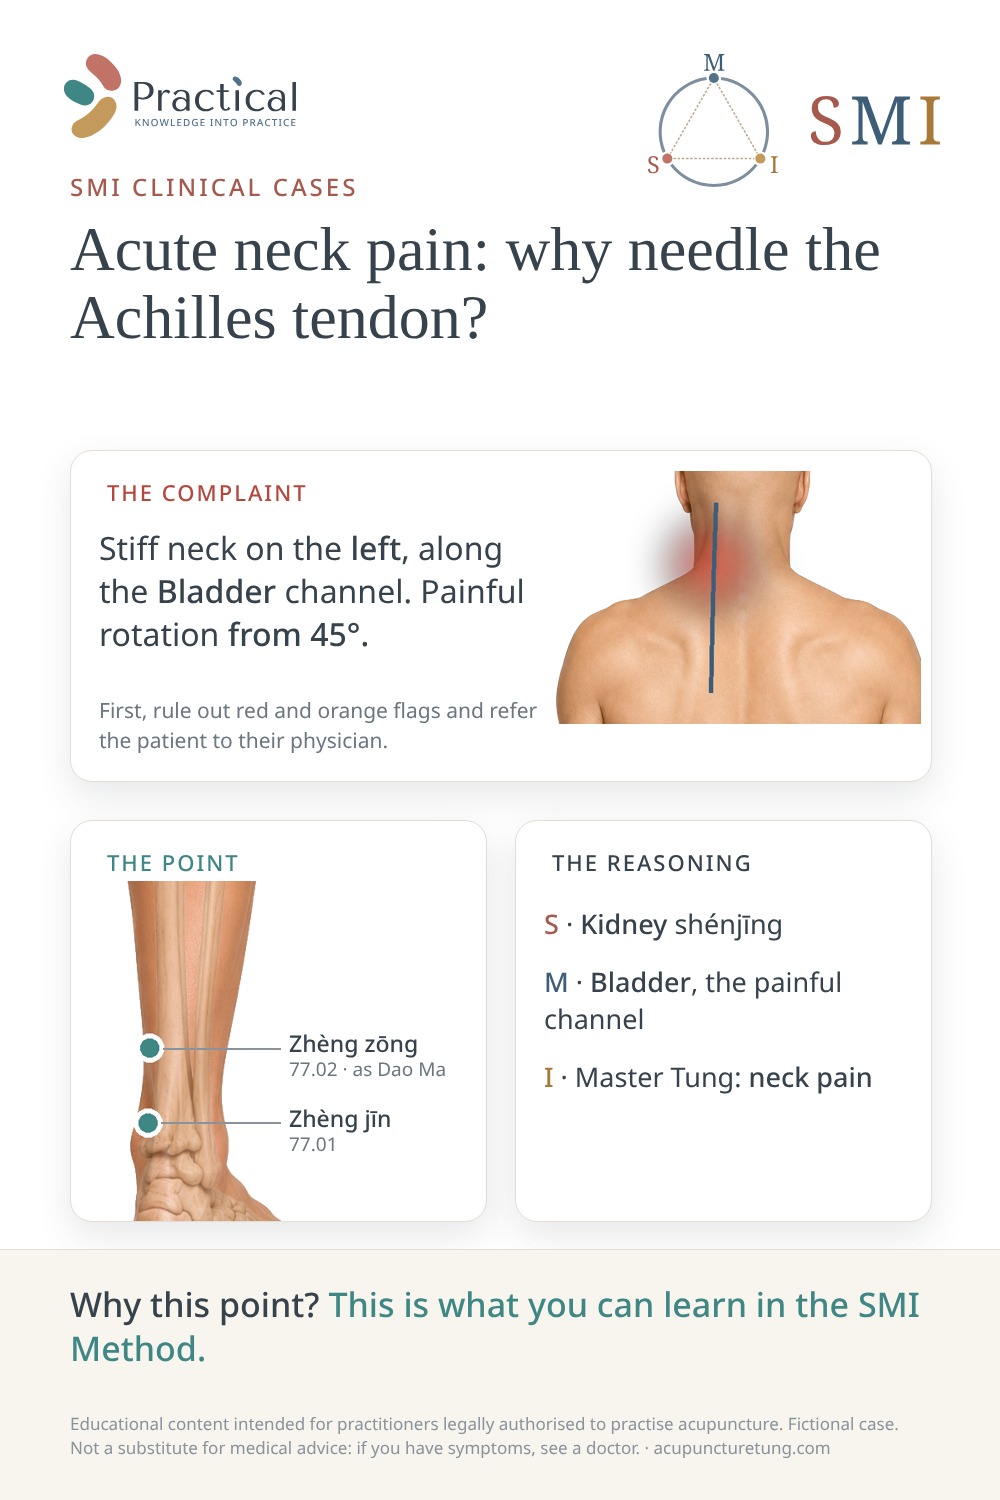 Practical
KNOWLEDGE INTO PRACTICE
M
S
I
SMI
SMI CLINICAL CASES
Acute neck pain: why needle the
Achilles tendon?
THE COMPLAINT
Stiff neck on the left, along
the Bladder channel. Painful
rotation from 45°.
First, rule out red and orange flags and refer
the patient to their physician.
THE POINT
Zhèng zōng
77.02 · as Dao Ma
Zhèng jīn
77.01
THE REASONING
S · Kidney shénjīng
M · Bladder, the painful
channel
I · Master Tung: neck pain
Why this point? This is what you can learn in the SMI
Method.
Educational content intended for practitioners legally authorised to practise acupuncture. Fictional case.
Not a substitute for medical advice: if you have symptoms, see a doctor. · acupuncturetung.com